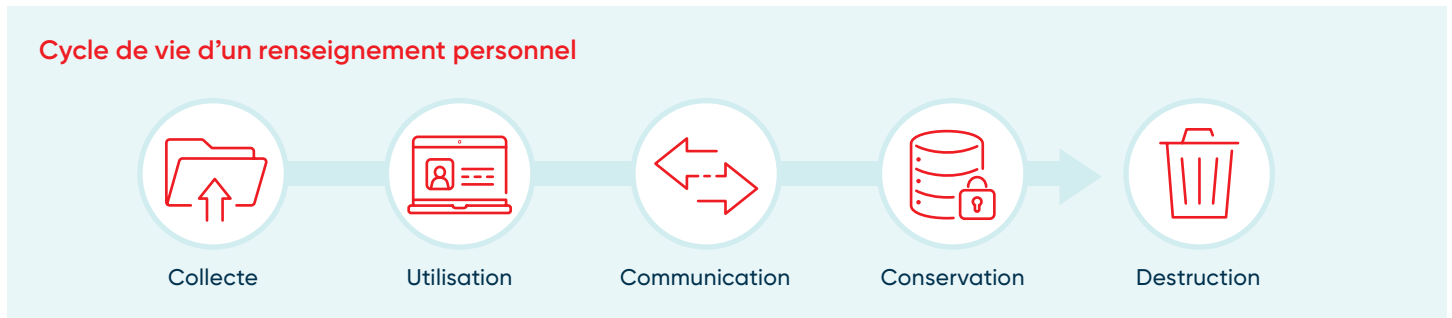 Cycle de vie d’un renseignement personnel
Collecte
Utilisation
Communication
Conservation
Destruction